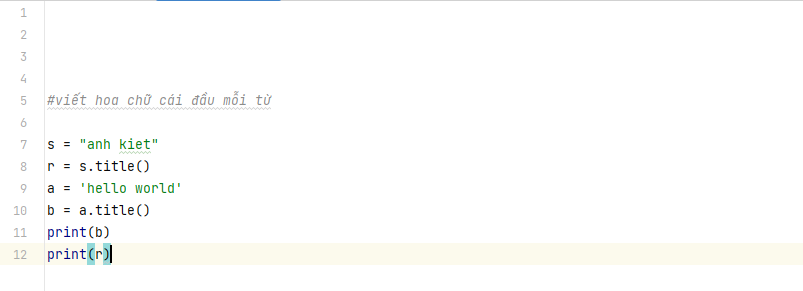 1
2
3
4
5 #viết hoa chữ cái đầu mỗi từ
6
7 s = "anh kiet"
8 r = s.title()
9 a = 'hello world'
10 b = a.title()
11 print(b)
12 print(r)